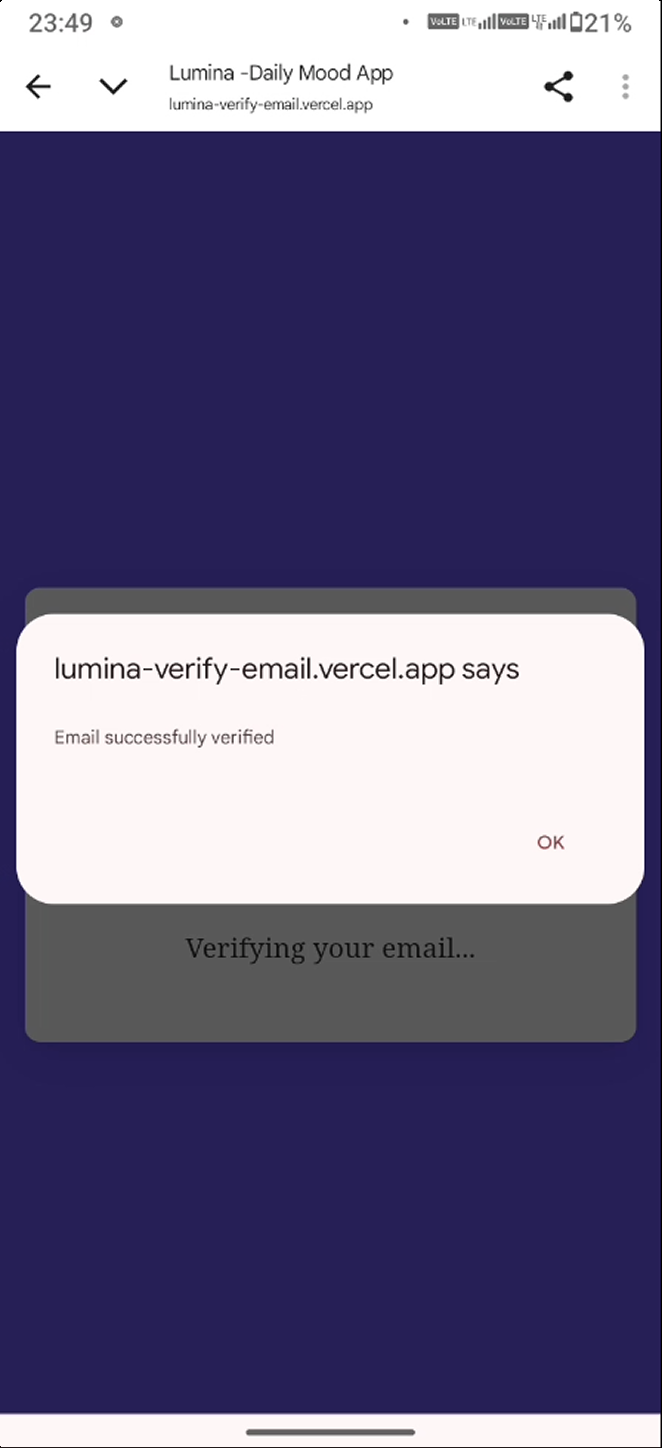 23:49
VoLTE LTE VoLTE LTE 21%
Lumina -Daily Mood App
lumina-verify-email.vercel.app
lumina-verify-email.vercel.app says
Email successfully verified
OK
Verifying your email...